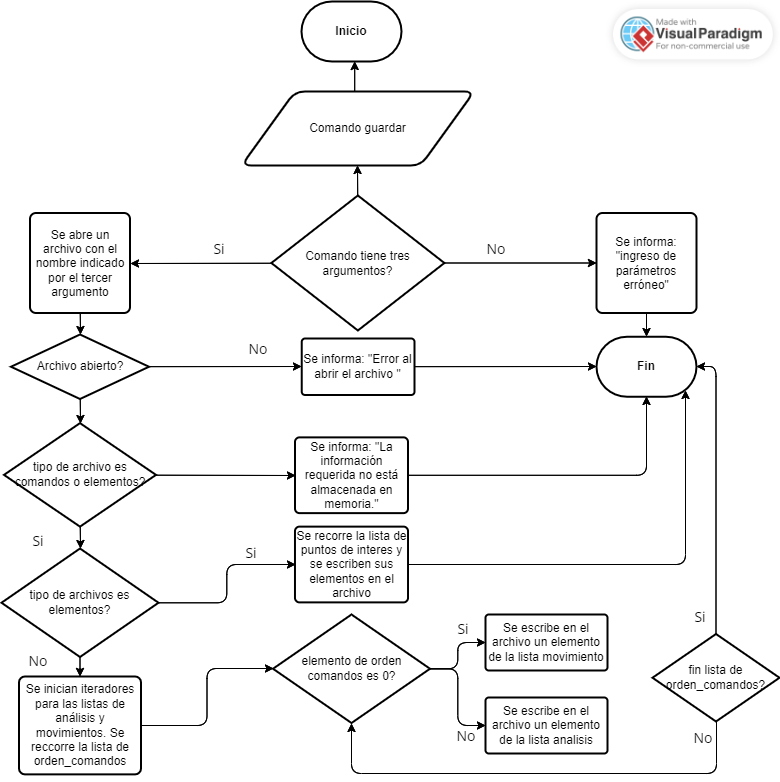 Inicio
Made with
VisualParadigm
For non-commercial use
Comando guardar
Se abre un
archivo con el
nombre indicado
por el tercer
argumento
Si
Comando tiene tres
argumentos?
No
Se informa:
"ingreso de
parámetros
erróneo"
Archivo abierto?
No
Se informa: "Error al
abrir el archivo "
Fin
tipo de archivo es
comandos o elementos?
Se informa: "La
información
requerida no está
almacenada en
memoria."
Si
tipo de archivos es
elementos?
Si
Se recorre la lista de
puntos de interes y
se escriben sus
elementos en el
archivo
No
Se inician iteradores
para las listas de
análisis y
movimientos. Se
reccorre la lista de
orden_comandos
elemento de orden
comandos es 0?
Si
Se escribe en el
archivo un elemento
de la lista movimiento
No
Se escribe en el
archivo un elemento
de la lista analisis
Si
fin lista de
orden_comandos?
No